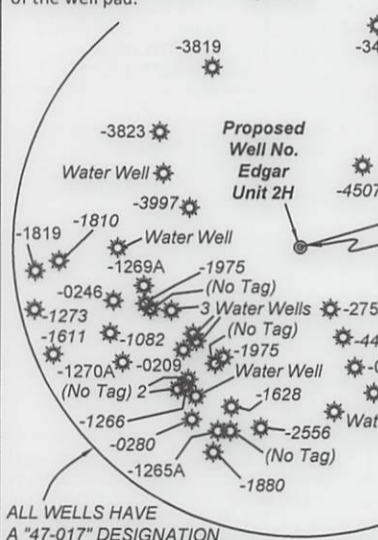 of the well pad.
-3819
-34
-3823
Proposed
Well No.
Edgar
Unit 2H
Water Well
-4507
-3997
-1819
-1810
Water Well
-1269A
-1975
(No Tag)
-0246
3 Water Wells
-275
-1273
(No Tag)
-1611
-1082
-1975
-44
-1270A
-0209
Water Well
-0
(No Tag) 2
-1628
-1266
Wat
-0280
-2556
-1265A
(No Tag)
-1880
ALL WELLS HAVE
A "47-017" DESIGNATION